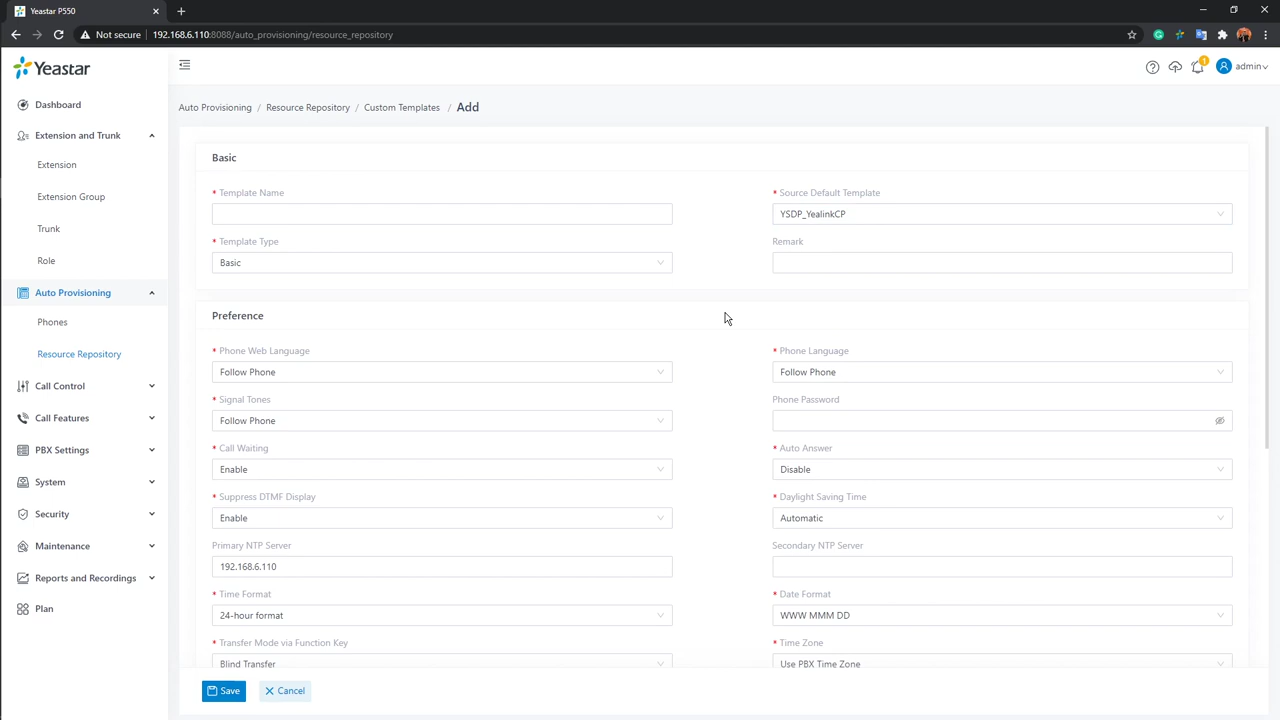 Yeastar P550
Not secure 192.168.6.110:8088/auto_provisioning/resource_repository
Yeastar
1
admin
Dashboard
Extension and Trunk
Extension
Extension Group
Trunk
Role
Auto Provisioning
Phones
Resource Repository
Call Control
Call Features
PBX Settings
System
Security
Maintenance
Reports and Recordings
Plan
Auto Provisioning / Resource Repository / Custom Templates / Add
Basic
* Template Name
* Source Default Template
YSDP_YealinkCP
* Template Type
Basic
Remark
Preference
* Phone Web Language
Follow Phone
* Phone Language
Follow Phone
* Signal Tones
Follow Phone
Phone Password
* Call Waiting
Enable
* Auto Answer
Disable
* Suppress DTMF Display
Enable
* Daylight Saving Time
Automatic
Primary NTP Server
192.168.6.110
Secondary NTP Server
* Time Format
24-hour format
* Date Format
WWW MMM DD
* Transfer Mode via Function Key
Blind Transfer
* Time Zone
Use PBX Time Zone
Save
Cancel